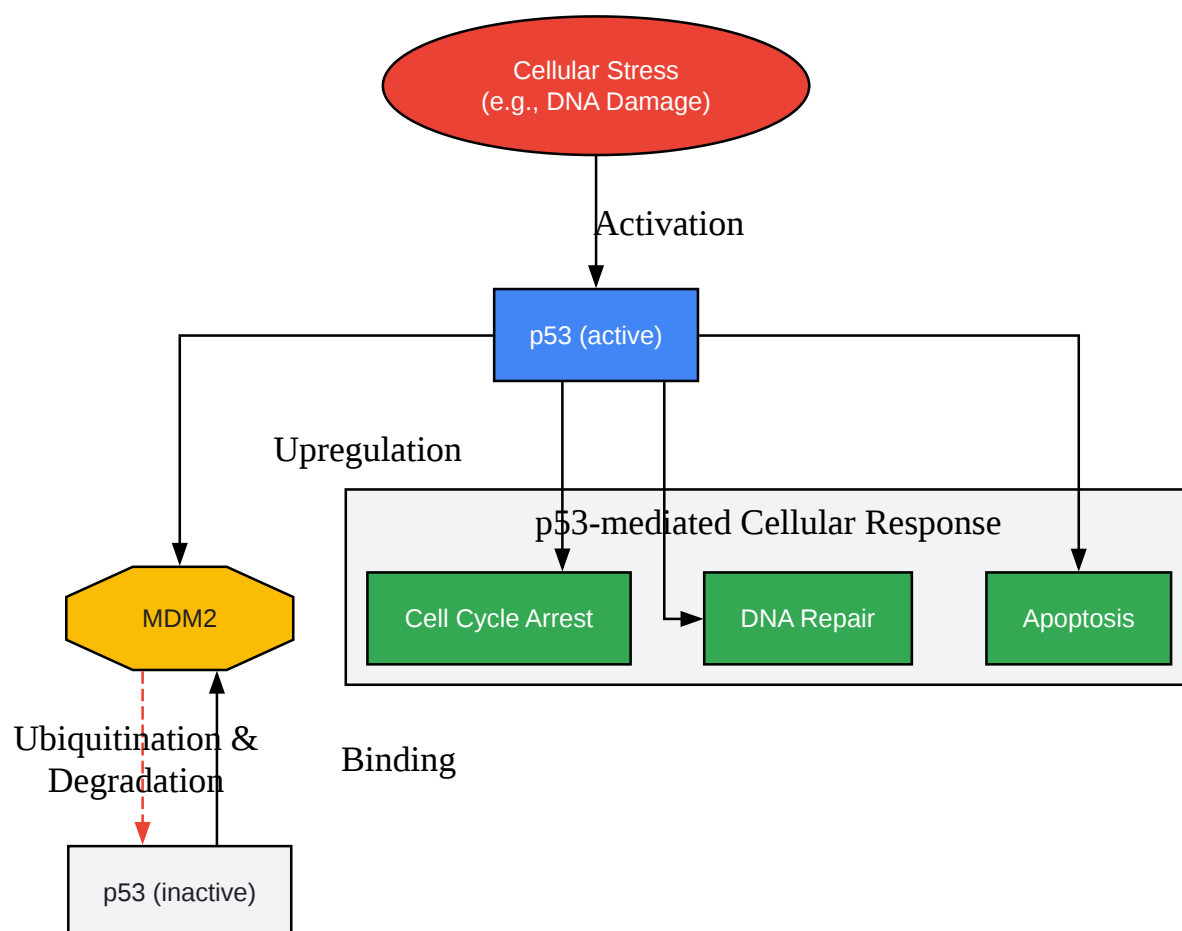 Cellular Stress
(e.g., DNA Damage)
Activation
p53 (active)
Upregulation
p53-mediated Cellular Response
MDM2
Cell Cycle Arrest
DNA Repair
Apoptosis
Ubiquitination &
Degradation
Binding
p53 (inactive)